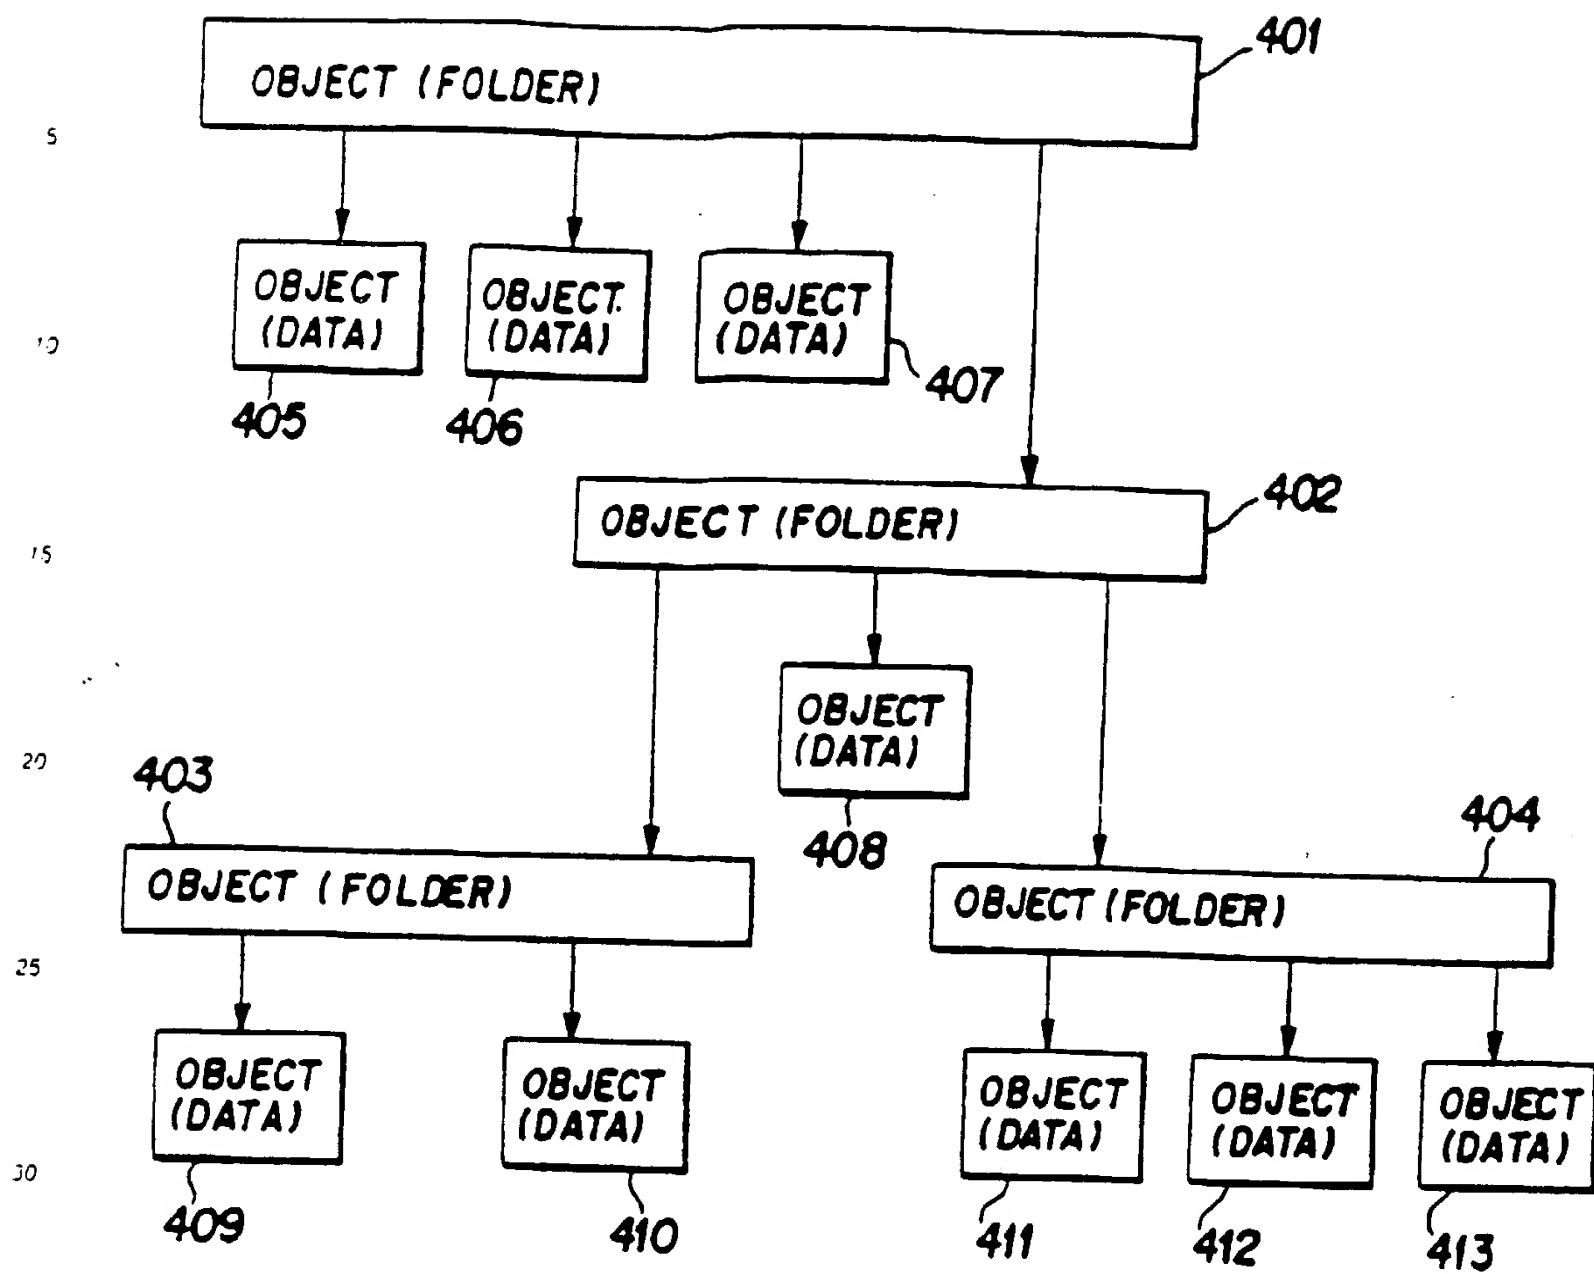 401
OBJECT (FOLDER)
5
OBJECT
(DATA)
OBJECT
(DATA)
OBJECT
(DATA)
10
407
405
406
402
OBJECT (FOLDER)
15
OBJECT
(DATA)
20
403
404
408
OBJECT (FOLDER)
OBJECT (FOLDER)
25
OBJECT
(DATA)
OBJECT
(DATA)
OBJECT
(DATA)
OBJECT
(DATA)
OBJECT
(DATA)
30
409
410
411
412
413